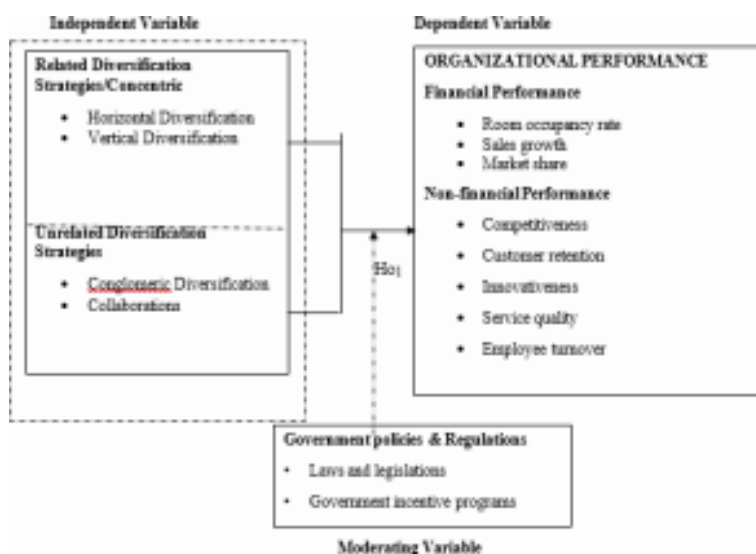 Independent Variable
Related Diversification
Strategies/Concentric
• Horizontal Diversification
• Vertical Diversification
Unrelated Diversification
Strategies
• Conglomeric Diversification
• Collaborations
Dependent Variable
ORGANIZATIONAL PERFORMANCE
Financial Performance
• Room occupancy rate
• Sales growth
• Market share
Non-financial Performance
• Competitiveness
• Customer retention
• Innovativeness
• Service quality
• Employee turnover
Ho1
Government policies & Regulations
• Laws and legislations
• Government incentive programs
Moderating Variable